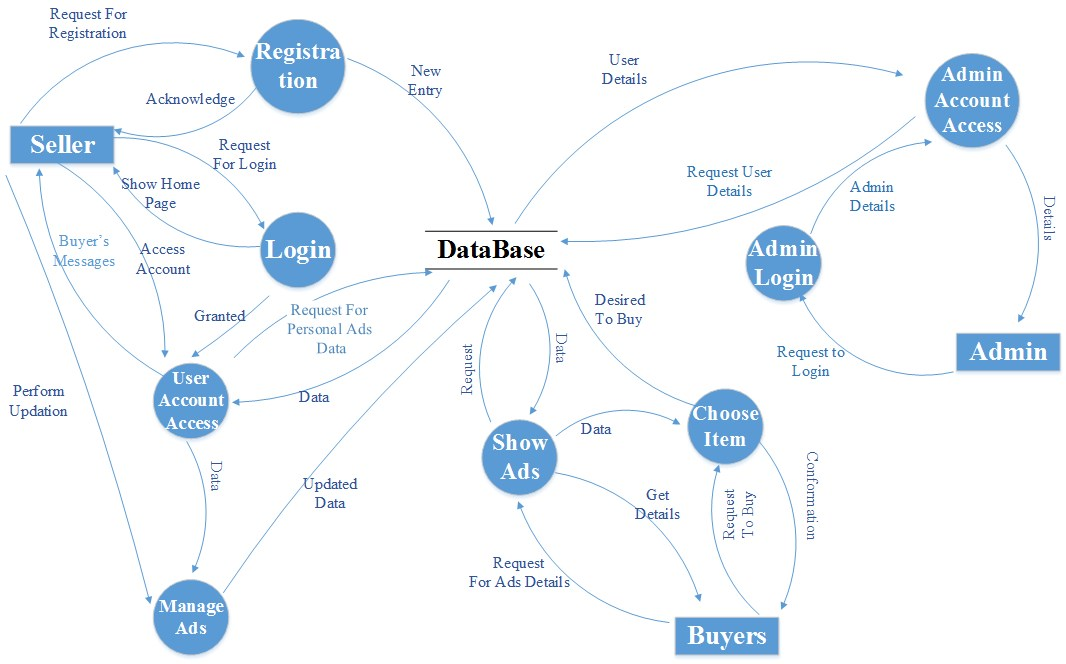 Request For
Registration
Registra
tion
Acknowledge
New
Entry
User
Details
Admin
Account
Access
Seller
Request
For Login
Show Home
Page
Request User
Details
Admin
Details
Details
Buyer's
Messages
Access
Account
Login
DataBase
Admin
Login
Granted
Request For
Personal Ads
Data
Desired
To Buy
Request
Data
Request to
Login
Admin
Perform
Updation
User
Account
Access
Data
Show
Ads
Data
Choose
Item
Data
Updated
Data
Get
Details
Request
To Buy
Conformation
Request
For Ads Details
Manage
Ads
Buyers